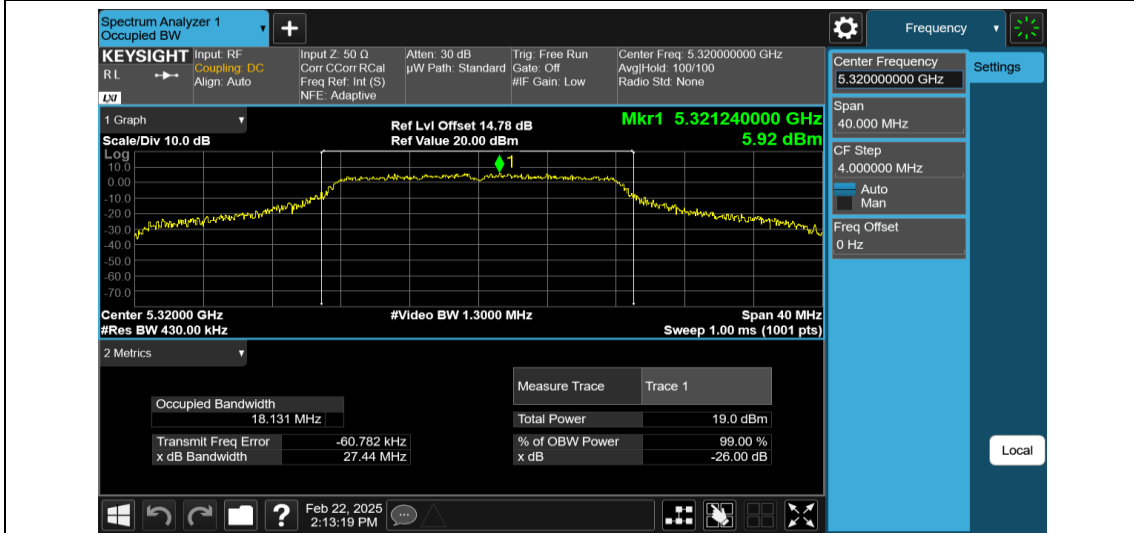 Spectrum Analyzer 1
Occupied BW
Frequency
KEYSIGHT
R L
LXI
Input: RF
Coupling: DC
Align: Auto
Input Z: 50 Ω
Corr CCorr RCal
Freq Ref: Int (S)
NFE: Adaptive
Atten: 30 dB
µW Path: Standard
Trig: Free Run
Gate: Off
#IF Gain: Low
Center Freq: 5.320000000 GHz
Avg|Hold: 100/100
Radio Std: None
Center Frequency
5.320000000 GHz
Settings
Span
40.000 MHz
CF Step
4.000000 MHz
Auto
Man
Freq Offset
0 Hz
1 Graph
Scale/Div 10.0 dB
Ref Lvl Offset 14.78 dB
Ref Value 20.00 dBm
Mkr1 5.321240000 GHz
5.92 dBm
Log
1
10.0
0.00
-10.0
-20.0
-30.0
-40.0
-50.0
-60.0
-70.0
Center 5.32000 GHz
#Video BW 1.3000 MHz
Span 40 MHz
#Res BW 430.00 kHz
Sweep 1.00 ms (1001 pts)
2 Metrics
Measure Trace Trace 1
Occupied Bandwidth
18.131 MHz
Total Power 19.0 dBm
Transmit Freq Error -60.782 kHz
% of OBW Power 99.00 %
x dB Bandwidth 27.44 MHz
x dB -26.00 dB
Local
?
Feb 22, 2025
2:13:19 PM